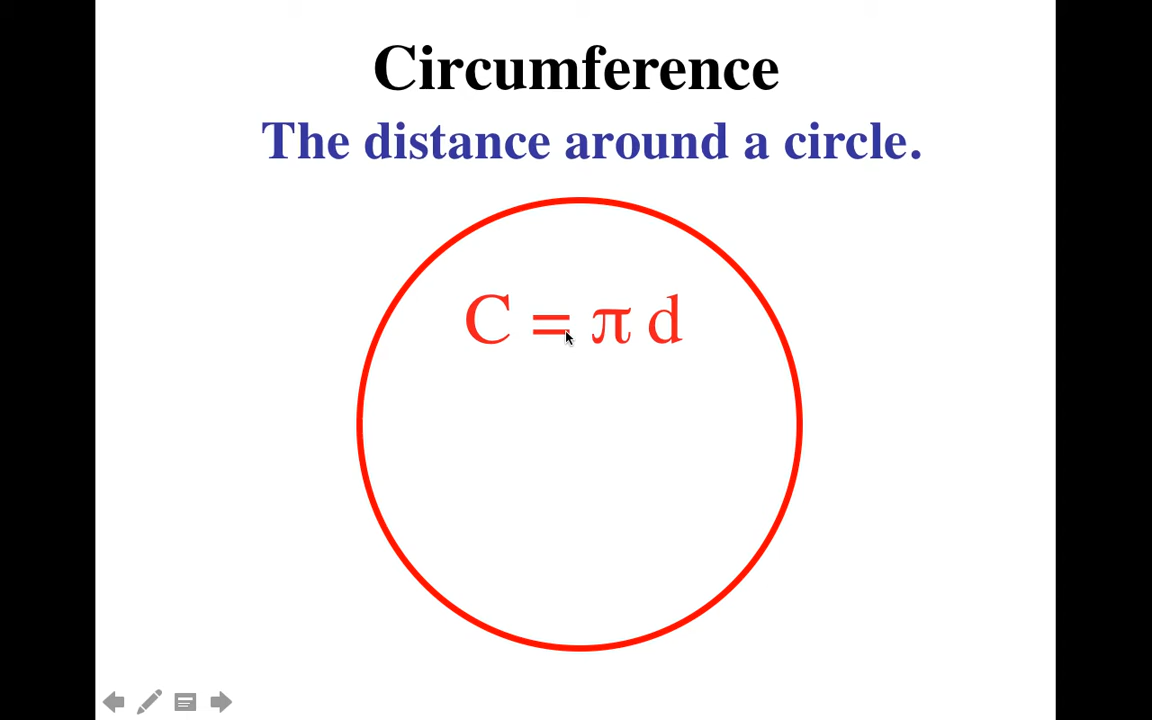 Circumference
The distance around a circle.
C = π d